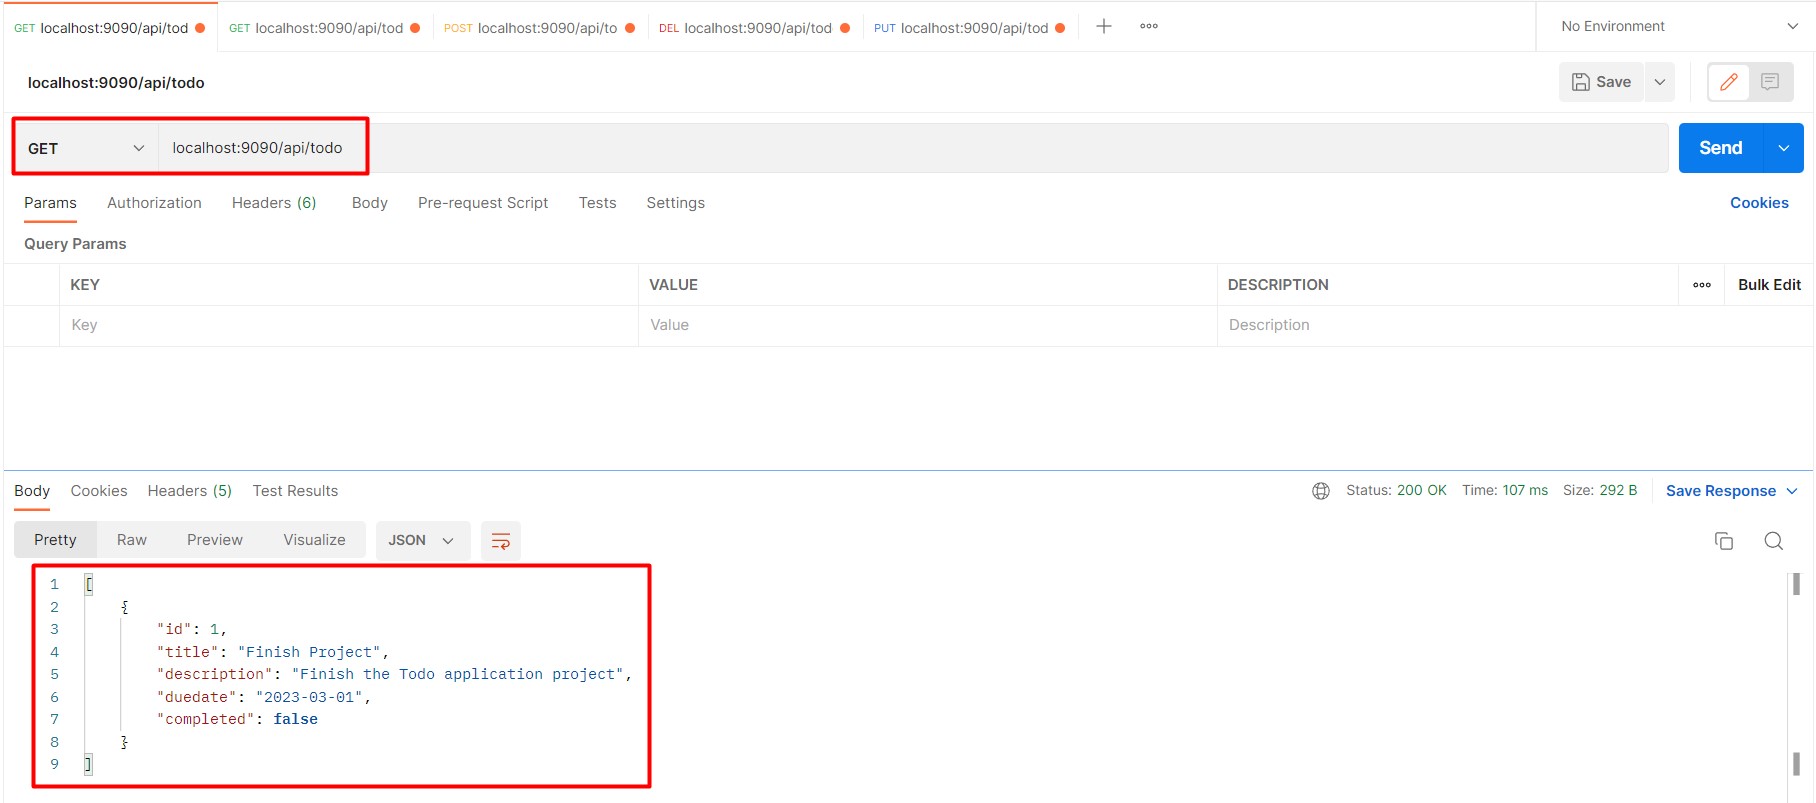 GET localhost:9090/api/tod GET localhost:9090/api/tod POST localhost:9090/api/to DEL localhost:9090/api/tod PUT localhost:9090/api/tod No Environment
localhost:9090/api/todo Save
GET localhost:9090/api/todo Send
Params Authorization Headers (6) Body Pre-request Script Tests Settings Cookies
Query Params
KEY VALUE DESCRIPTION Bulk Edit
Key Value Description
Body Cookies Headers (5) Test Results Status: 200 OK Time: 107 ms Size: 292 B Save Response
Pretty Raw Preview Visualize JSON
1 [
2 {
3 "id": 1,
4 "title": "Finish Project",
5 "description": "Finish the Todo application project",
6 "duedate": "2023-03-01",
7 "completed": false
8 }
9 ]